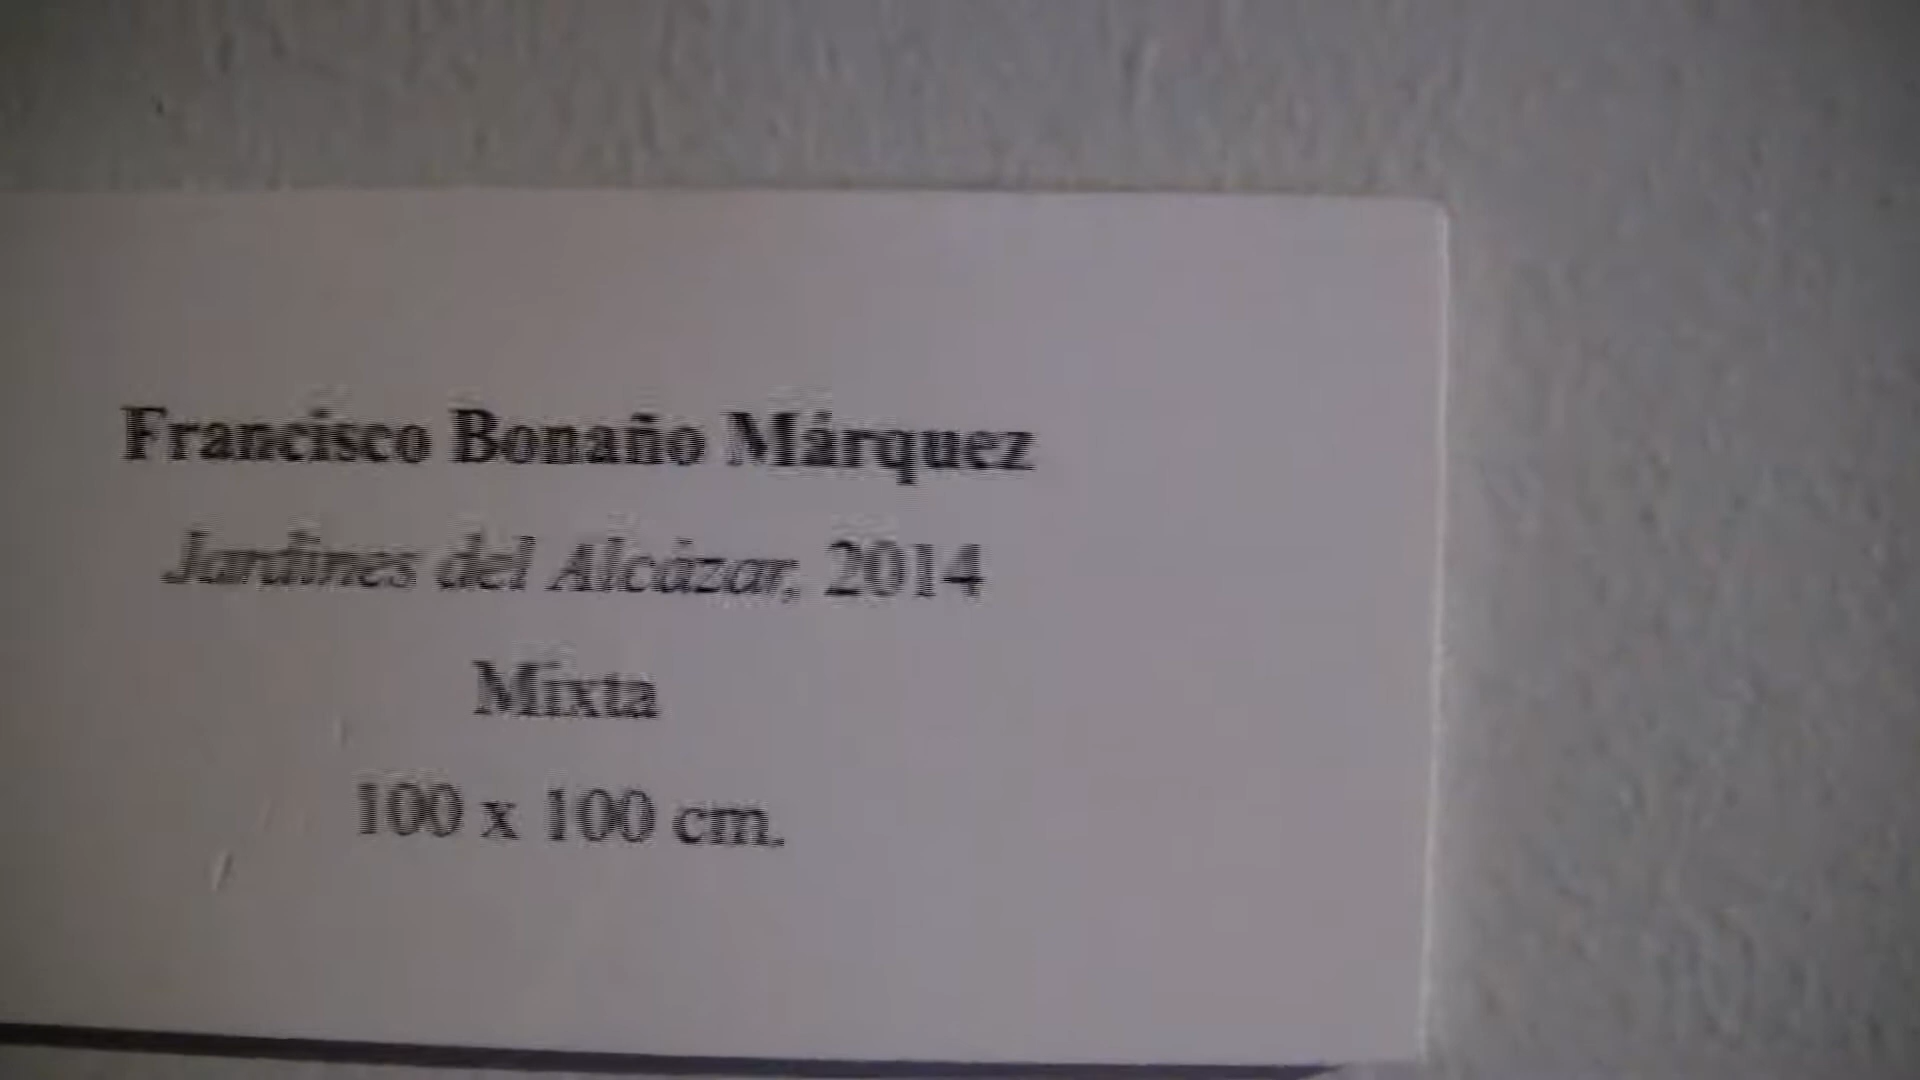 Francisco Bonaño Márquez
Jardines del Alcázar, 2014
Mixta
100 x 100 cm.